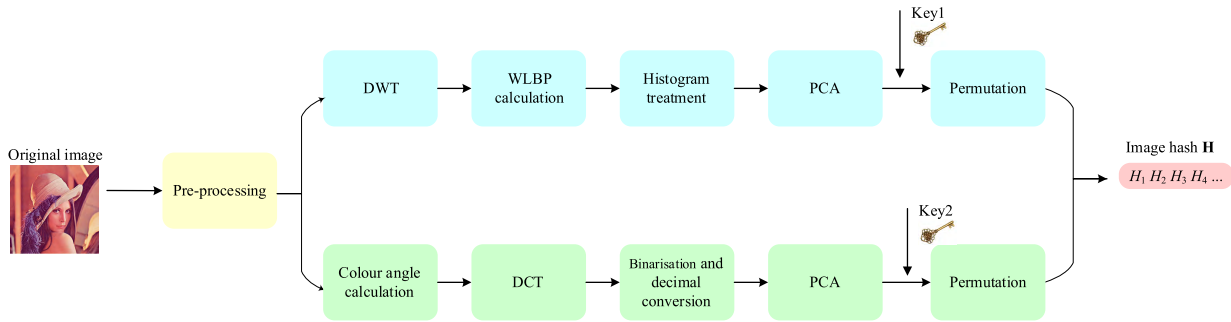 Original image
Pre-processing
DWT
WLBP
calculation
Histogram
treatment
PCA
Key1
Permutation
Colour angle
calculation
DCT
Binarisation and
decimal
conversion
PCA
Key2
Permutation
Image hash H
H1 H2 H3 H4 ...